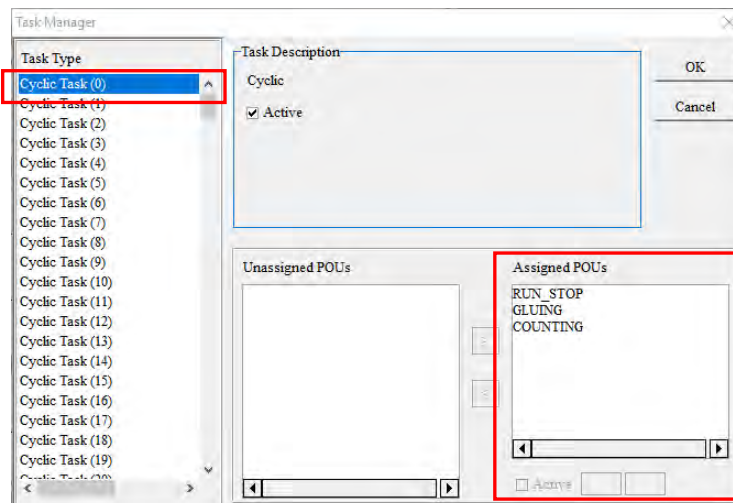 Task Manager
Task Type
Cyclic Task (0)
Cyclic Task (1)
Cyclic Task (2)
Cyclic Task (3)
Cyclic Task (4)
Cyclic Task (5)
Cyclic Task (6)
Cyclic Task (7)
Cyclic Task (8)
Cyclic Task (9)
Cyclic Task (10)
Cyclic Task (11)
Cyclic Task (12)
Cyclic Task (13)
Cyclic Task (14)
Cyclic Task (15)
Cyclic Task (16)
Cyclic Task (17)
Cyclic Task (18)
Cyclic Task (19)
Cyclic Task (20)
Task Description
Cyclic
Active
OK
Cancel
Unassigned POUs
Assigned POUs
RUN_STOP
GLUING
COUNTING
Active